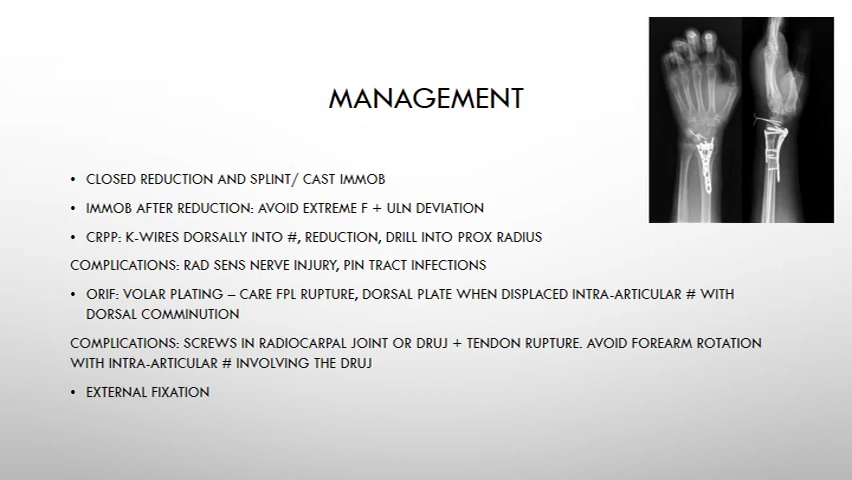 MANAGEMENT
• CLOSED REDUCTION AND SPLINT/ CAST IMMOB
• IMMOB AFTER REDUCTION: AVOID EXTREME F + ULN DEVIATION
• CRPP: K-WIRES DORSALLY INTO #, REDUCTION, DRILL INTO PROX RADIUS
COMPLICATIONS: RAD SENS NERVE INJURY, PIN TRACT INFECTIONS
• ORIF: VOLAR PLATING – CARE FPL RUPTURE, DORSAL PLATE WHEN DISPLACED INTRA-ARTICULAR # WITH
DORSAL COMMINUTION
COMPLICATIONS: SCREWS IN RADIOCARPAL JOINT OR DRUJ + TENDON RUPTURE. AVOID FOREARM ROTATION
WITH INTRA-ARTICULAR # INVOLVING THE DRUJ
• EXTERNAL FIXATION